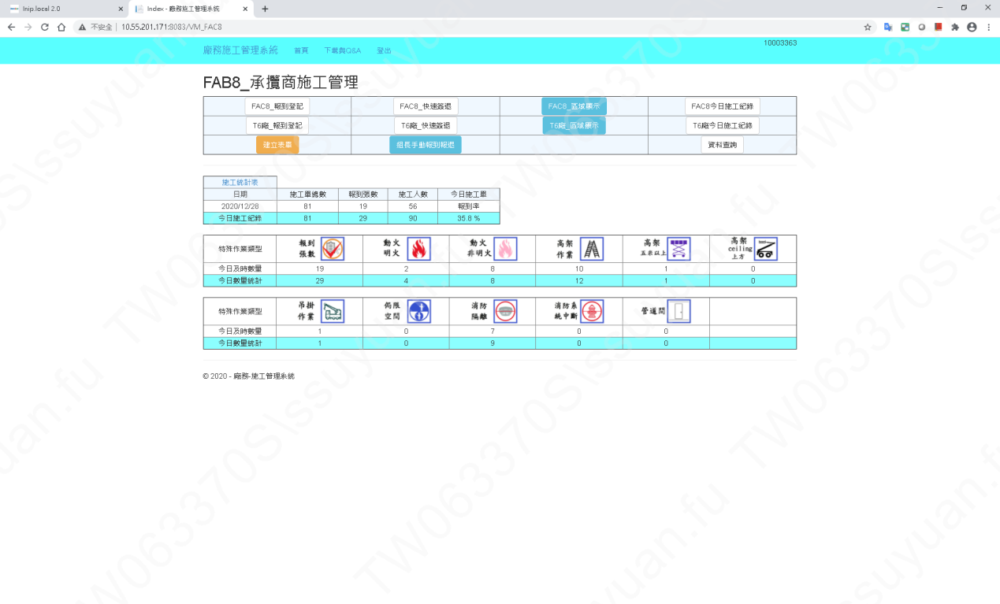 Inip.local 2.0
Index - 廠務施工管理系統
不安全 | 10.55.201.171:8083/VM_FAC8
廠務施工管理系統 首頁 下載與Q&A 登出 10003363
FAB8_承攬商施工管理
FAC8_報到登記 FAC8_快速簽退 FAC8_區域顯示 FAC8今日施工紀錄
T6廠_報到登記 T6廠_快速簽退 T6廠_區域顯示 T6廠今日施工紀錄
建立表單 組長手動報到報退 資料查詢
施工統計表
日期 施工單總數 報到張數 施工人數 今日施工單
2020/12/28 81 19 56 報到率
今日施工紀錄 81 29 90 35.8 %
特殊作業類型 報到張數 動火明火 動火非明火 高架作業 高架五米以上 高架ceiling上方
今日及時數量 19 2 8 10 1 0
今日數量統計 29 4 8 12 1 0
特殊作業類型 吊掛作業 侷限空間 消防隔離 消防系統中斷 管道間
今日及時數量 1 0 7 0 0
今日數量統計 1 0 9 0 0
© 2020 - 廠務-施工管理系統
TW0633370S\ssuyuan.fu